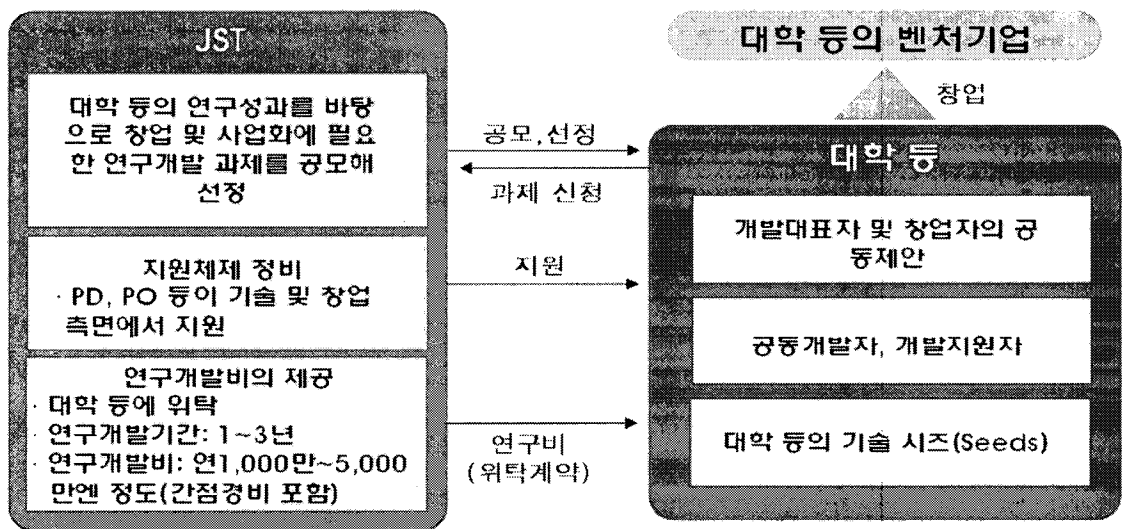 JST
대학 등의 연구성과를 바탕
으로 창업 및 사업화에 필요
한 연구개발 과제를 공모해
선정
지원체제 정비
· PD, PO 등이 기술 및 창업
측면에서 지원
연구개발비의 제공
· 대학 등에 위탁
· 연구개발기간: 1~3년
· 연구개발비: 연1,000만~5,000
만엔 정도(간점경비 포함)
공모,선정
과제 신청
지원
연구비
(위탁계약)
대학 등의 벤처기업
창입
대학 등
개발대표자 및 창업자의 공
동제안
공동개발자, 개발지원자
대학 등의 기술 시즈(Seeds)